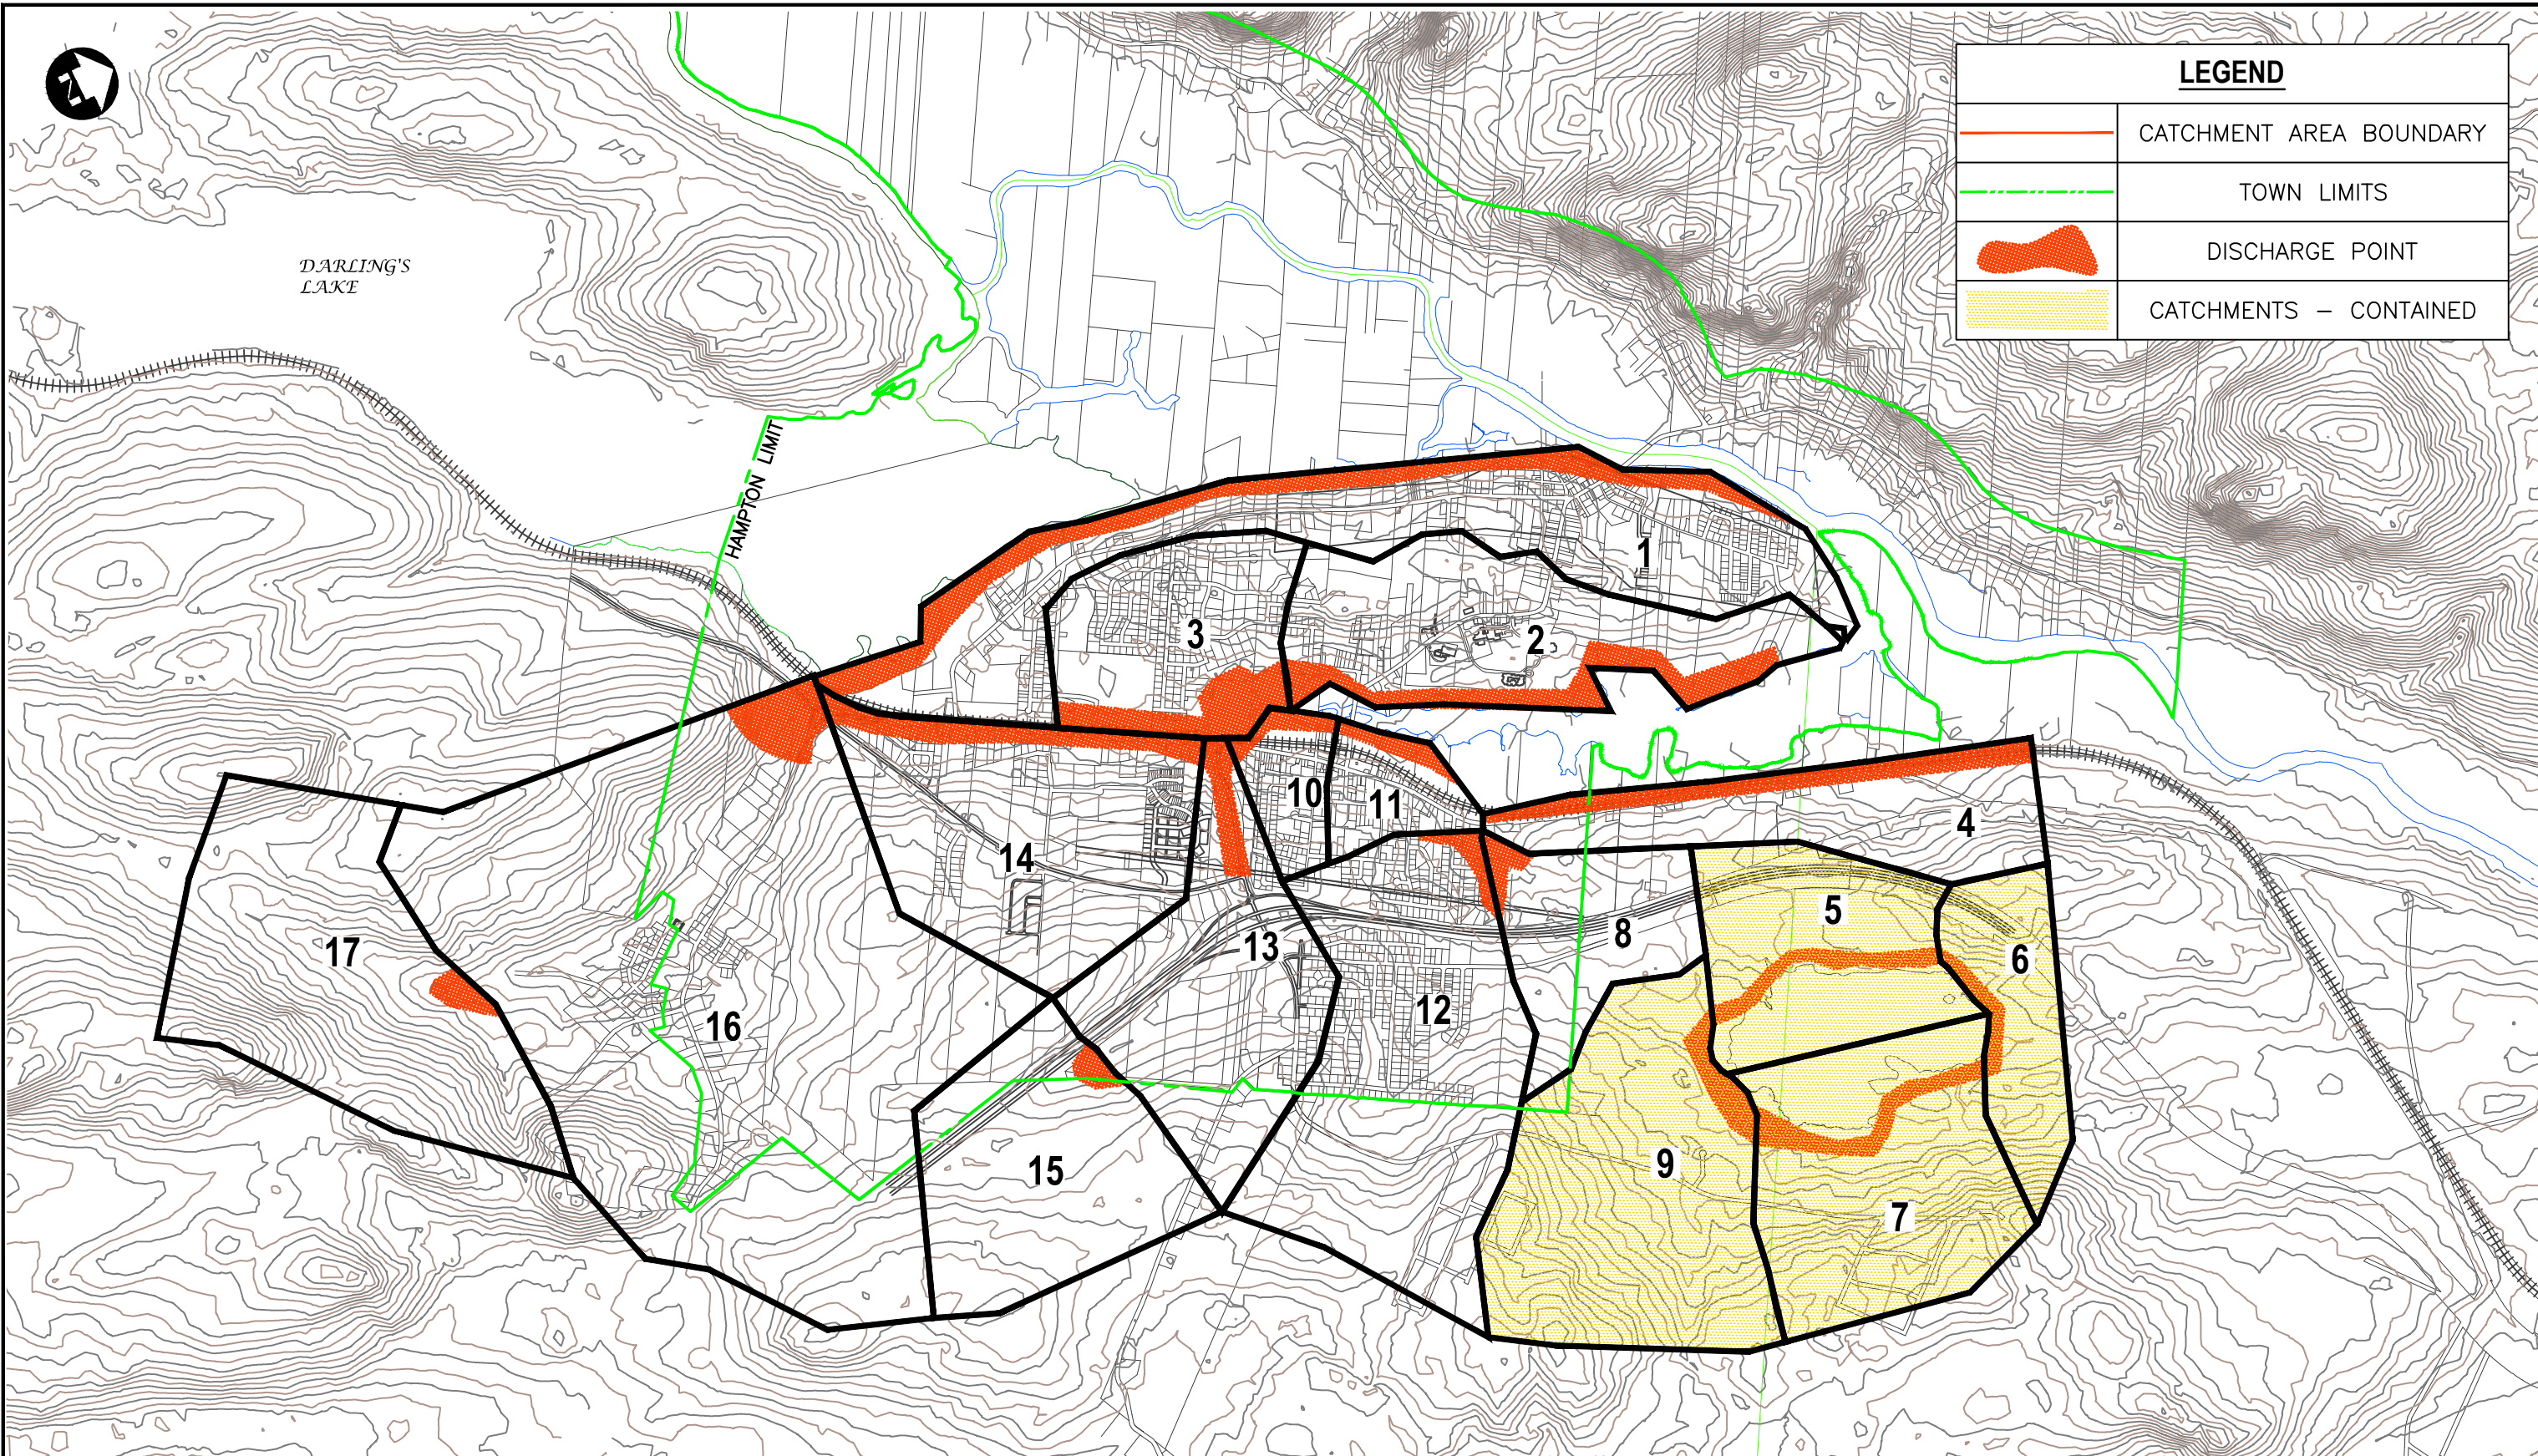 N
LEGEND
CATCHMENT AREA BOUNDARY
TOWN LIMITS
DISCHARGE POINT
CATCHMENTS - CONTAINED
DARLING'S
LAKE
HAMPTON LIMIT
1
2
3
4
5
6
7
8
9
10
11
12
13
14
15
16
17